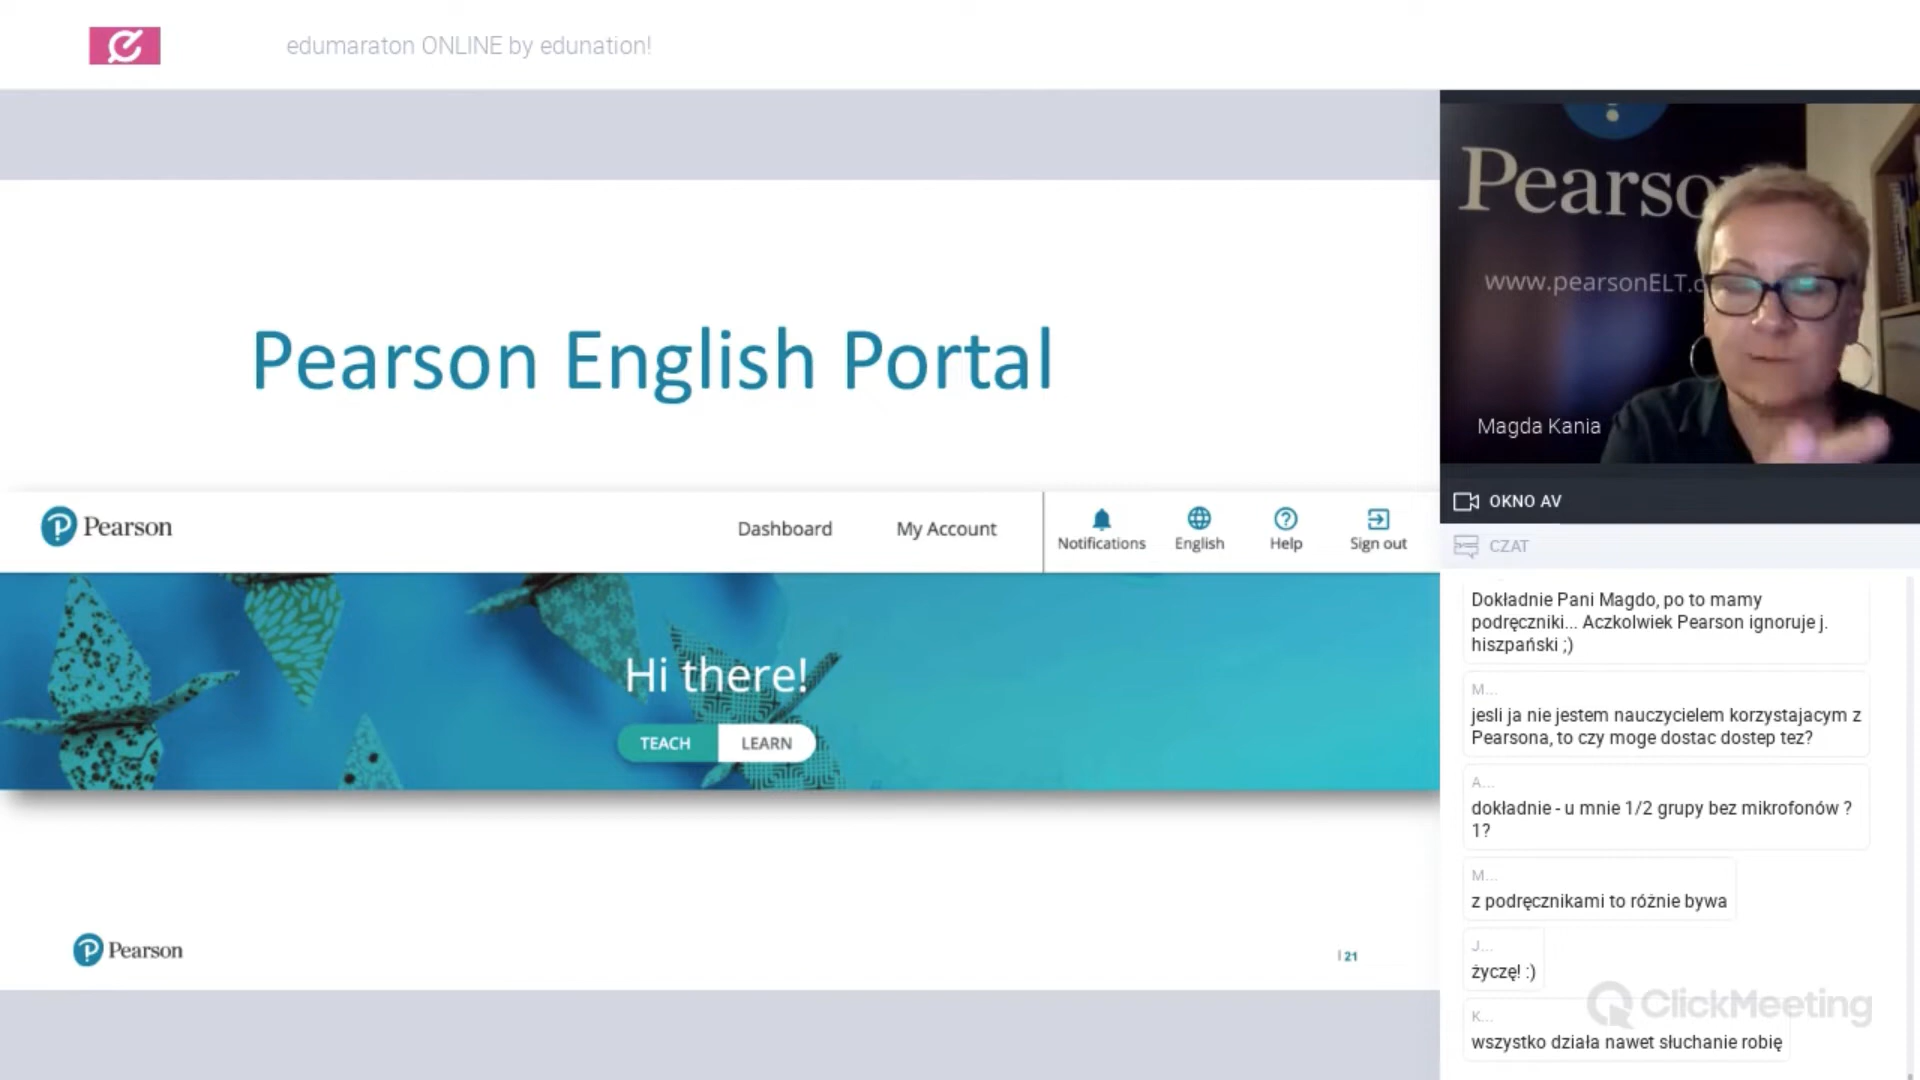 edumaraton ONLINE by edunation!
Pearson English Portal
Pearson
Dashboard
My Account
Notifications
English
Help
Sign out
Hi there!
TEACH
LEARN
Pearson
| 21
Pearso
www.pearsonELT.c
Magda Kania
OKNO AV
CZAT
Dokładnie Pani Magdo, po to mamy
podręczniki... Aczkolwiek Pearson ignoruje j.
hiszpański ;)
M...
jesli ja nie jestem nauczycielem korzystajacym z
Pearsona, to czy moge dostac dostep tez?
A...
dokładnie - u mnie 1/2 grupy bez mikrofonów ?
1?
M...
z podręcznikami to różnie bywa
J...
życzę! :)
K...
wszystko działa nawet słuchanie robię
ClickMeeting